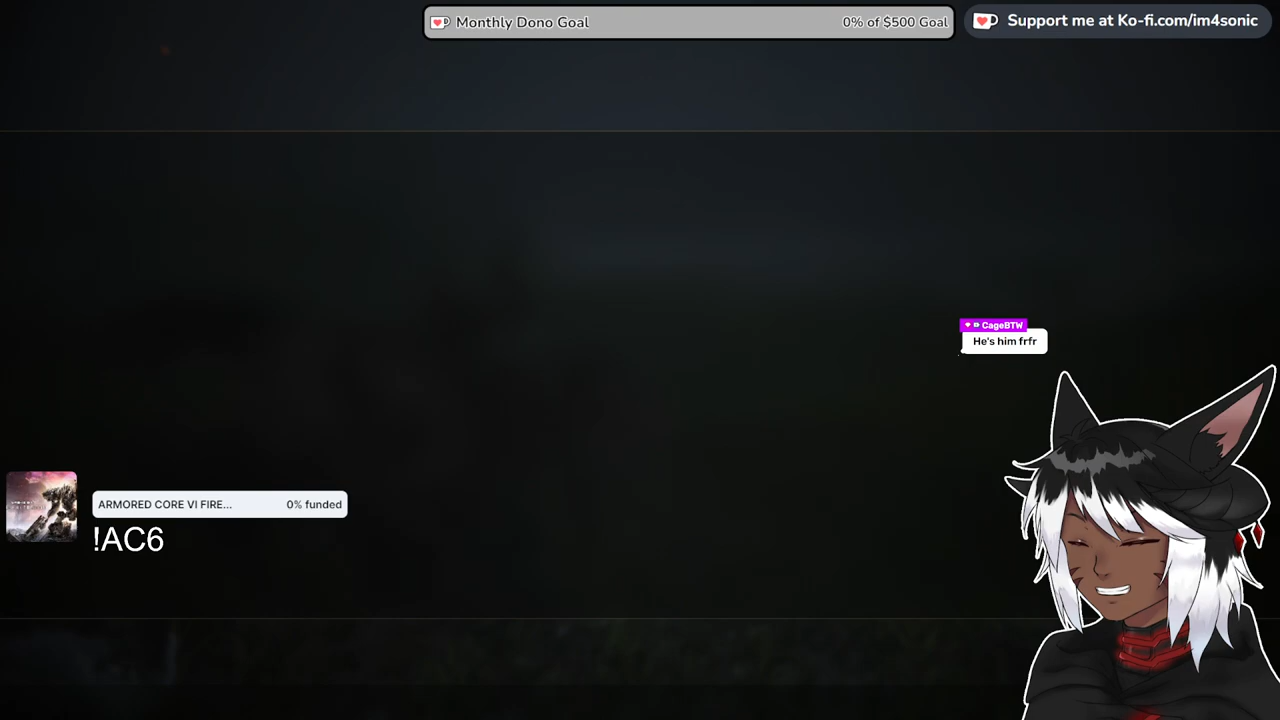 Monthly Dono Goal
0% of $500 Goal
Support me at Ko-fi.com/im4sonic
CageBTW
He's him frfr
ARMORED CORE VI FIRE...
0% funded
!AC6